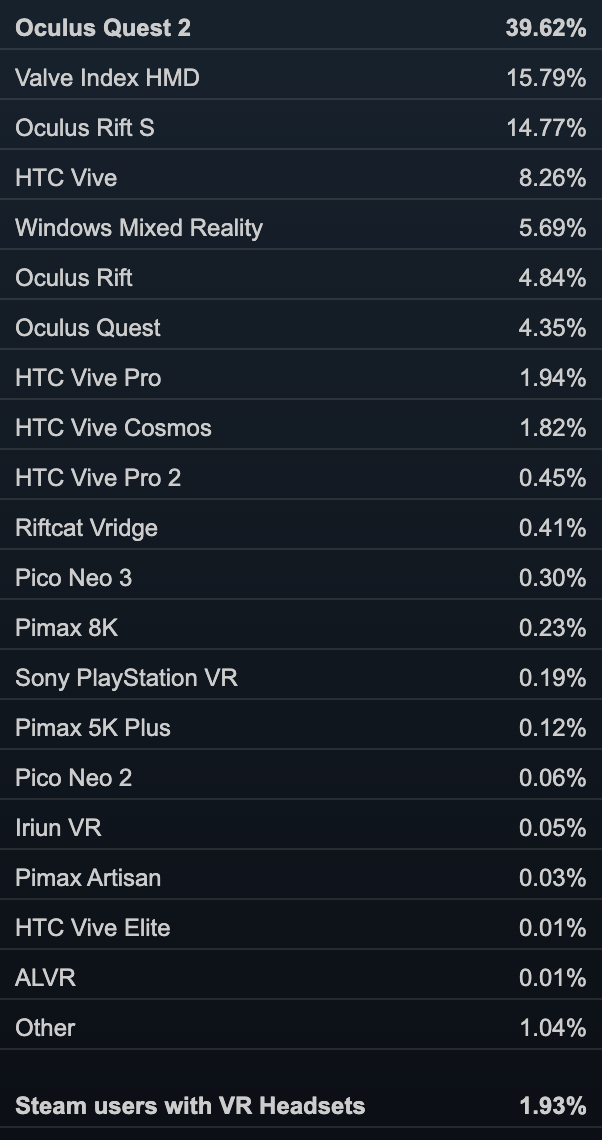 Oculus Quest 2 39.62%
Valve Index HMD 15.79%
Oculus Rift S 14.77%
HTC Vive 8.26%
Windows Mixed Reality 5.69%
Oculus Rift 4.84%
Oculus Quest 4.35%
HTC Vive Pro 1.94%
HTC Vive Cosmos 1.82%
HTC Vive Pro 2 0.45%
Riftcat Vridge 0.41%
Pico Neo 3 0.30%
Pimax 8K 0.23%
Sony PlayStation VR 0.19%
Pimax 5K Plus 0.12%
Pico Neo 2 0.06%
Iriun VR 0.05%
Pimax Artisan 0.03%
HTC Vive Elite 0.01%
ALVR 0.01%
Other 1.04%
Steam users with VR Headsets 1.93%